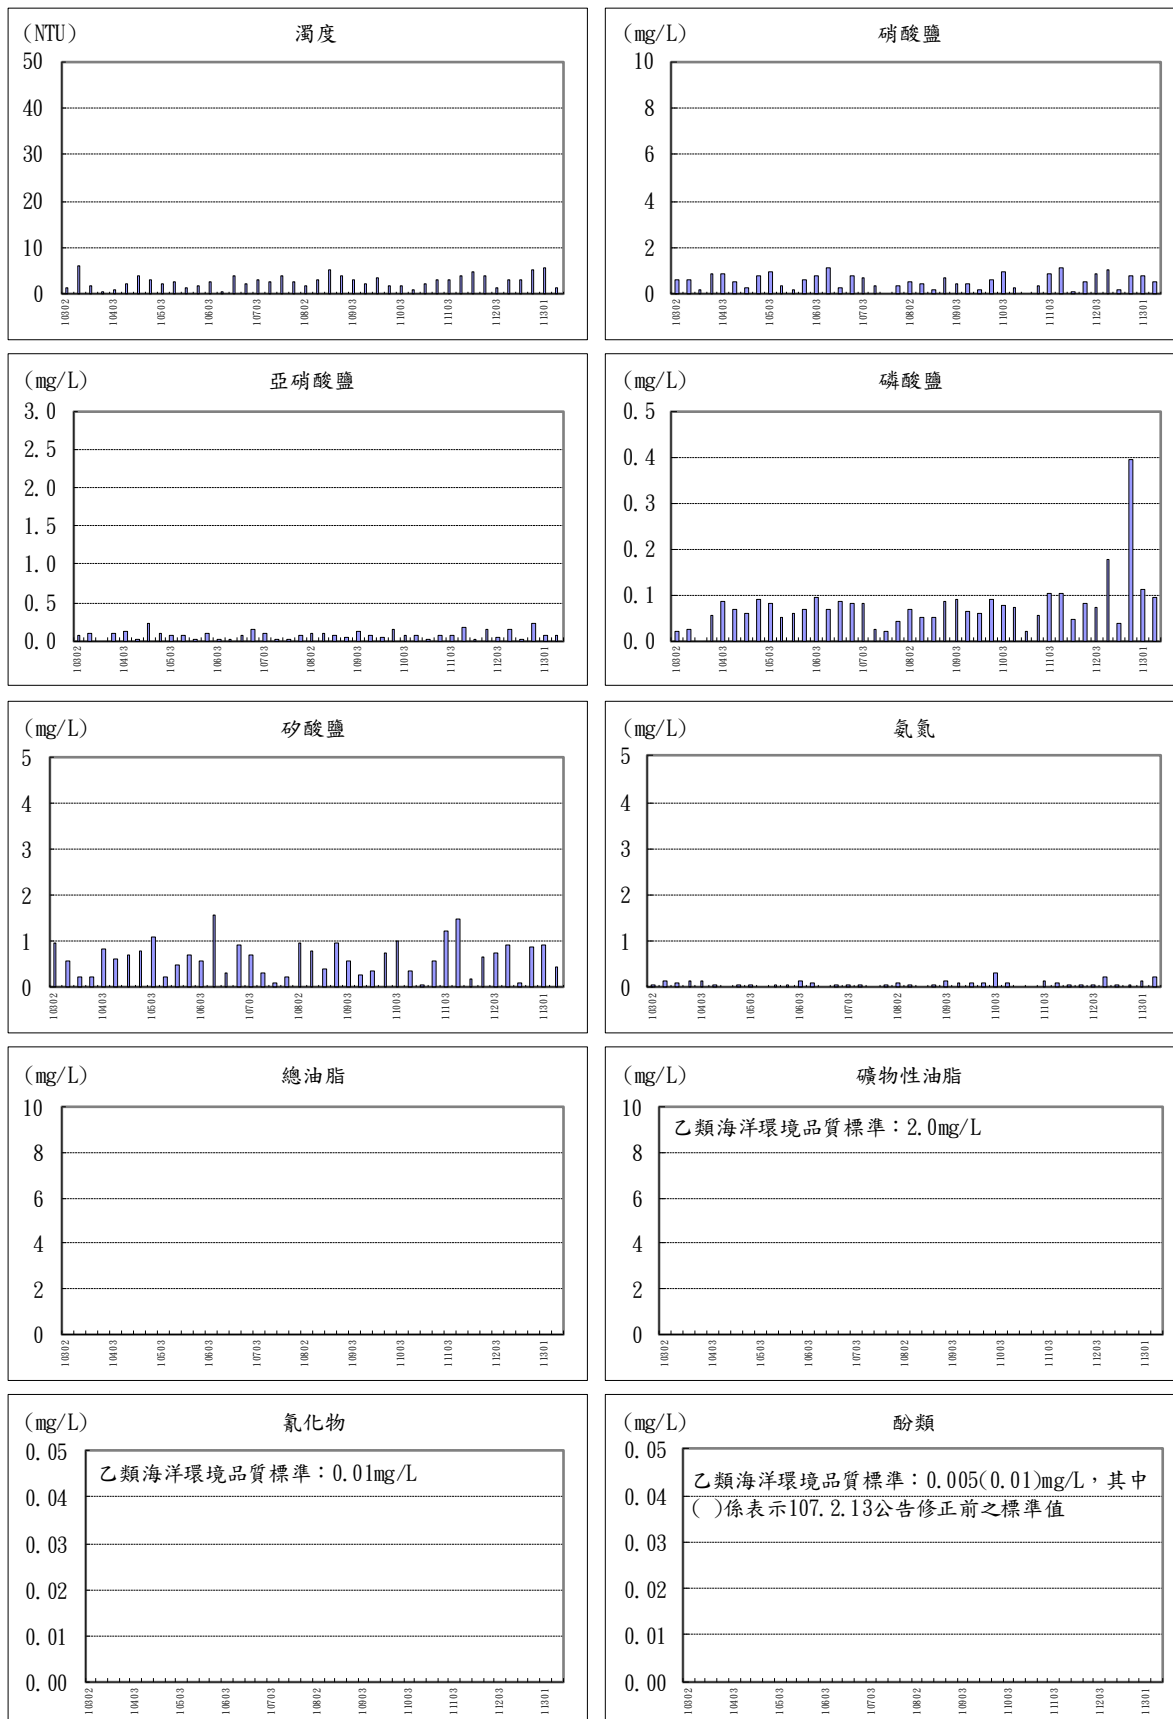 (NTU) 濁度
50
40
30
20
10
0
10302 10403 10503 10603 10703 10802 10903 11003 11103 11203 11301
(mg/L) 硝酸鹽
10
8
6
4
2
0
10302 10403 10503 10603 10703 10802 10903 11003 11103 11203 11301
(mg/L) 亞硝酸鹽
3.0
2.5
2.0
1.5
1.0
0.5
0.0
10302 10403 10503 10603 10703 10802 10903 11003 11103 11203 11301
(mg/L) 磷酸鹽
0.5
0.4
0.3
0.2
0.1
0.0
10302 10403 10503 10603 10703 10802 10903 11003 11103 11203 11301
(mg/L) 矽酸鹽
5
4
3
2
1
0
10302 10403 10503 10603 10703 10802 10903 11003 11103 11203 11301
(mg/L) 氨氮
5
4
3
2
1
0
10302 10403 10503 10603 10703 10802 10903 11003 11103 11203 11301
(mg/L) 總油脂
10
8
6
4
2
0
10302 10403 10503 10603 10703 10802 10903 11003 11103 11203 11301
(mg/L) 礦物性油脂
10
乙類海洋環境品質標準：2.0mg/L
8
6
4
2
0
10302 10403 10503 10603 10703 10802 10903 11003 11103 11203 11301
(mg/L) 氰化物
0.05
乙類海洋環境品質標準：0.01mg/L
0.04
0.03
0.02
0.01
0.00
10302 10403 10503 10603 10703 10802 10903 11003 11103 11203 11301
(mg/L) 酚類
0.05
乙類海洋環境品質標準：0.005(0.01)mg/L，其中
( )係表示107.2.13公告修正前之標準值
0.04
0.03
0.02
0.01
0.00
10302 10403 10503 10603 10703 10802 10903 11003 11103 11203 11301